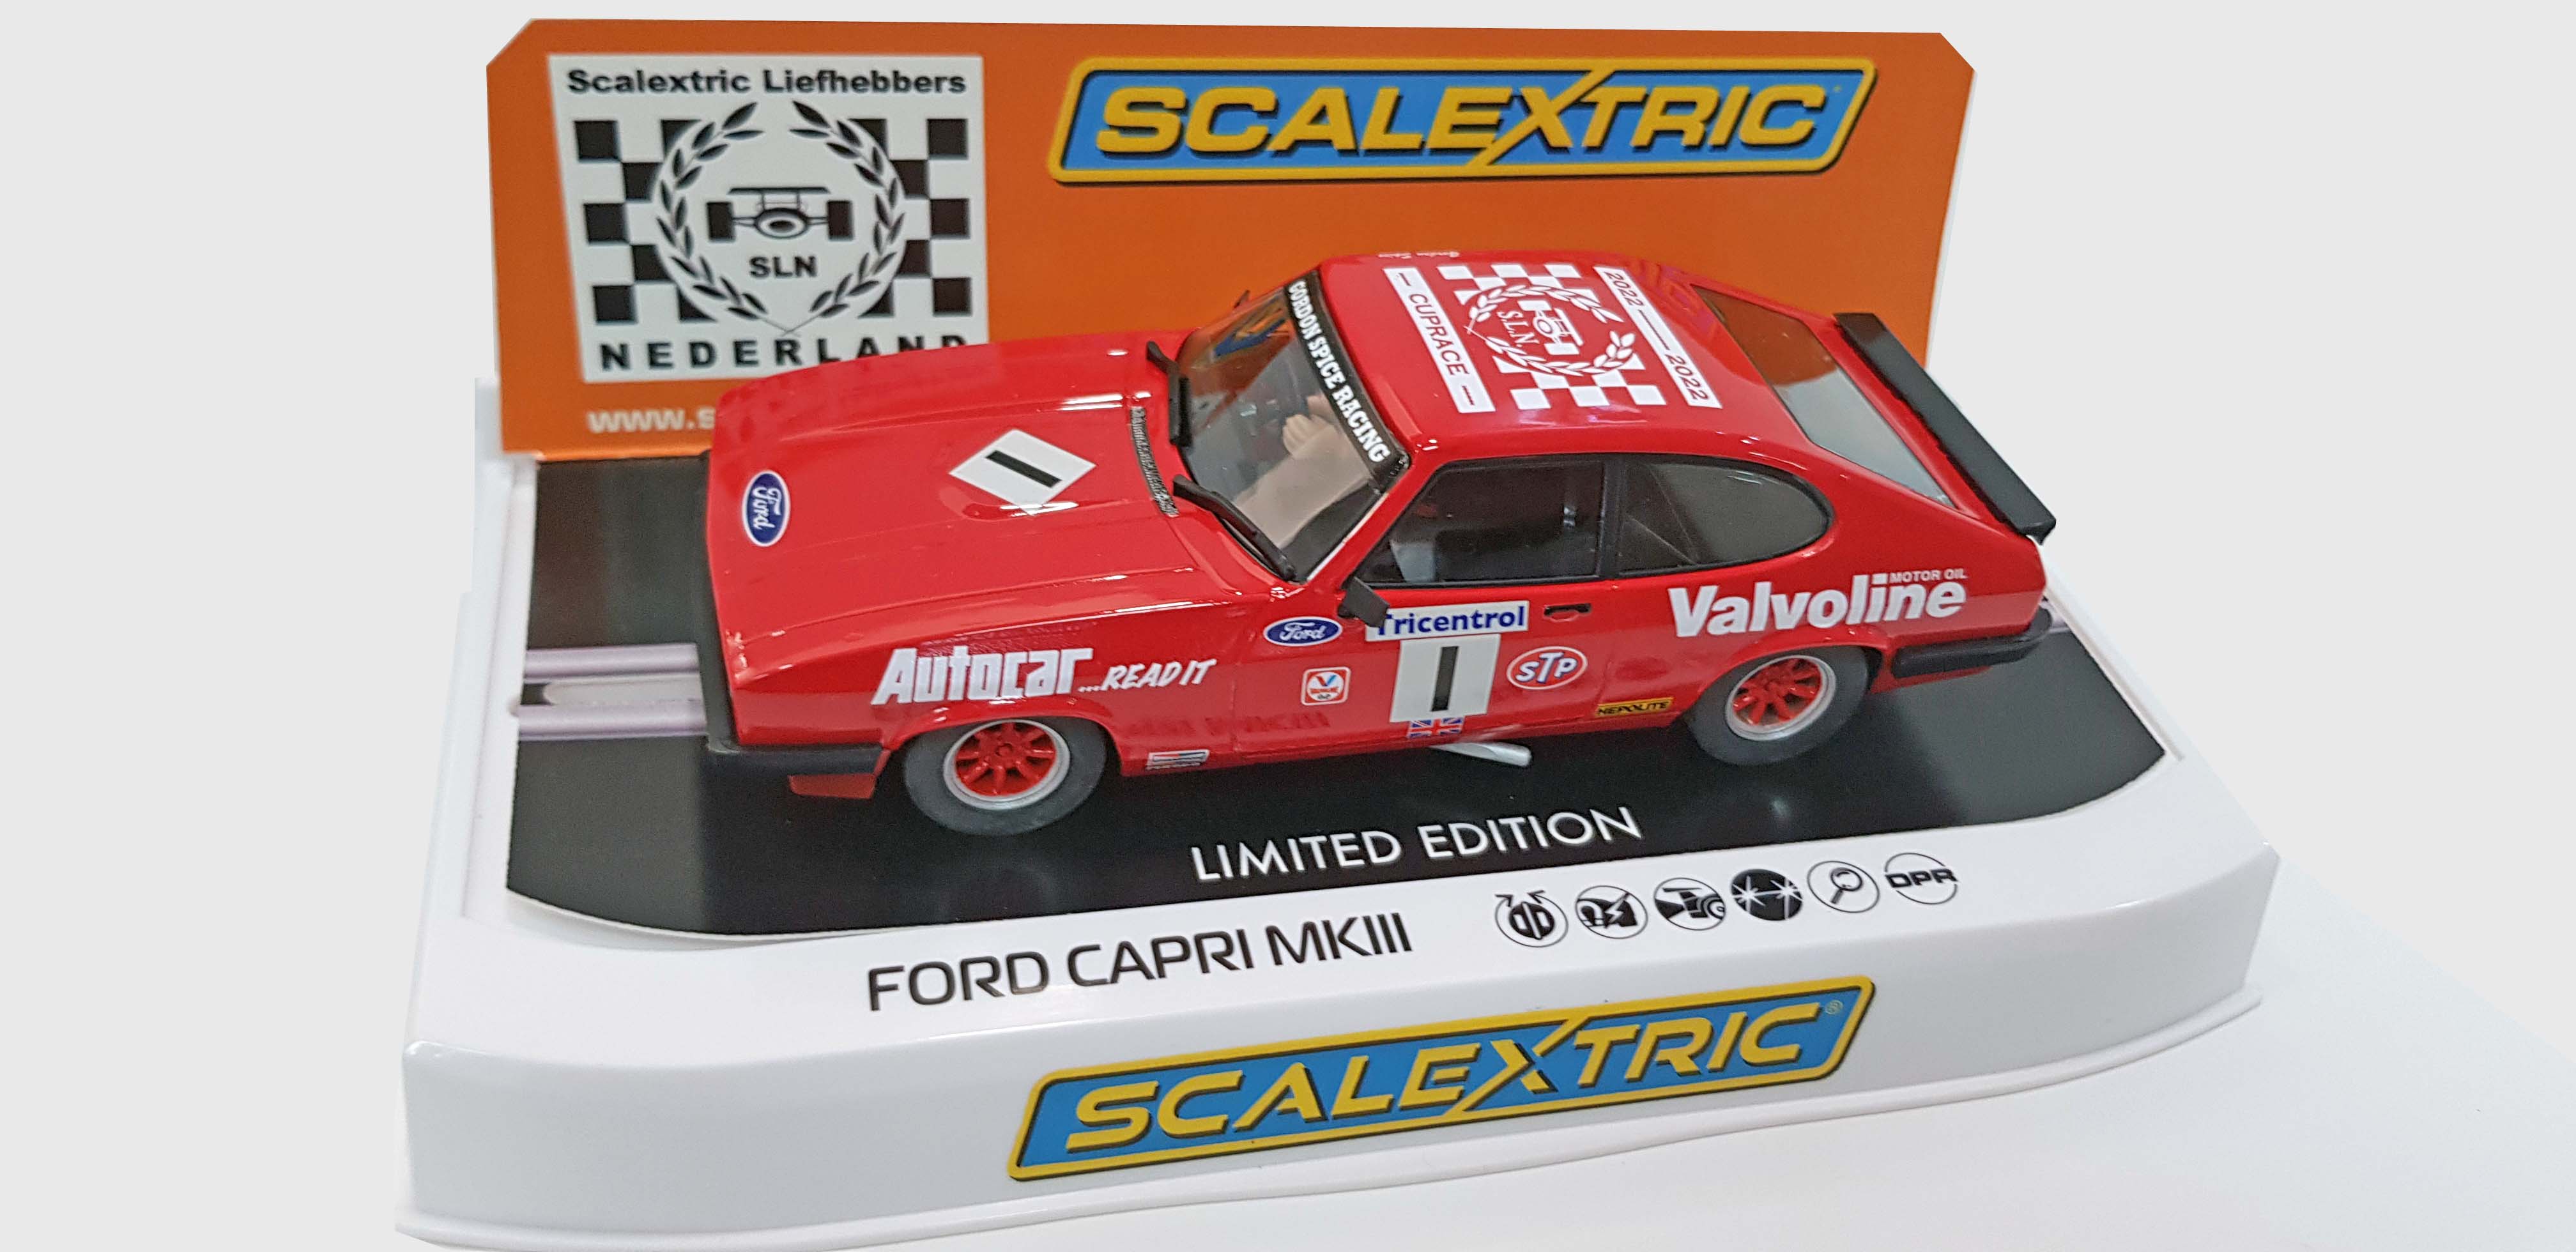 Scalextric Liefhebbers
SLN
NEDERLAND
www.s
SCALEXTRIC
GORDON SPICE RACING
CUPRACE
S.L.N.
2022 2022
1
Ford
Autocar ...READ IT
Ford
Tricentrol
1
STP
Valvoline
MOTOR OIL
LIMITED EDITION
FORD CAPRI MKIII
DPR
SCALEXTRIC®